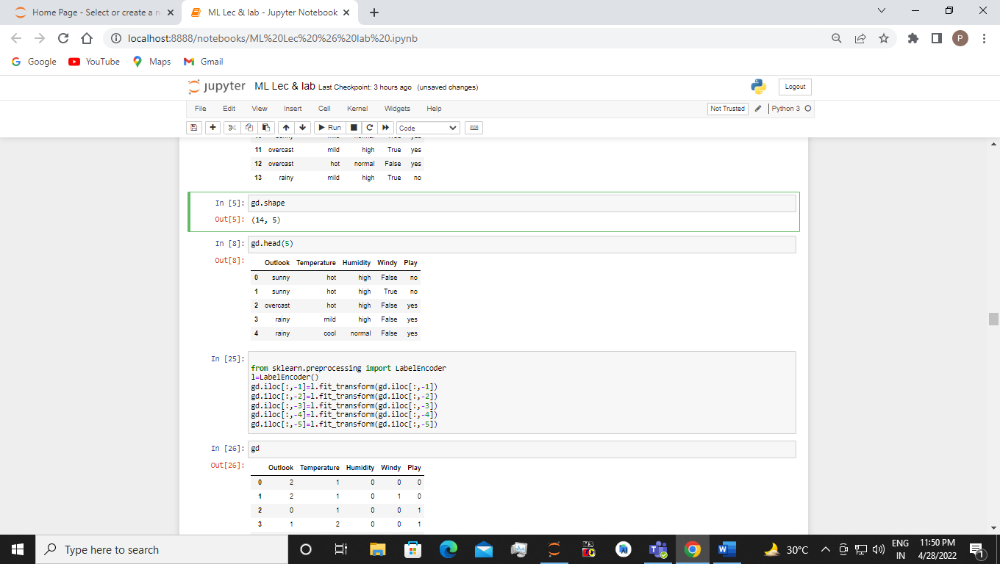 Home Page - Select or create a n
ML Lec & lab - Jupyter Notebook
localhost:8888/notebooks/ML%20Lec%20%26%20lab%20.ipynb
P
Google YouTube Maps Gmail
jupyter ML Lec & lab Last Checkpoint: 3 hours ago (unsaved changes)
Logout
File Edit View Insert Cell Kernel Widgets Help
Not Trusted Python 3
Run Code
11 overcast mild high True yes
12 overcast hot normal False yes
13 rainy mild high True no
In [5]: gd.shape
Out[5]: (14, 5)
In [8]: gd.head(5)
Out[8]:
Outlook Temperature Humidity Windy Play
0 sunny hot high False no
1 sunny hot high True no
2 overcast hot high False yes
3 rainy mild high False yes
4 rainy cool normal False yes
In [25]:
from sklearn.preprocessing import LabelEncoder
l=LabelEncoder()
gd.iloc[:,-1]=l.fit_transform(gd.iloc[:,-1])
gd.iloc[:,-2]=l.fit_transform(gd.iloc[:,-2])
gd.iloc[:,-3]=l.fit_transform(gd.iloc[:,-3])
gd.iloc[:,-4]=l.fit_transform(gd.iloc[:,-4])
gd.iloc[:,-5]=l.fit_transform(gd.iloc[:,-5])
In [26]: gd
Out[26]:
Outlook Temperature Humidity Windy Play
0 2 1 0 0 0
1 2 1 0 1 0
2 0 1 0 0 1
3 1 2 0 0 1
Type here to search
30°C
ENG
IN
11:50 PM
4/28/2022
1